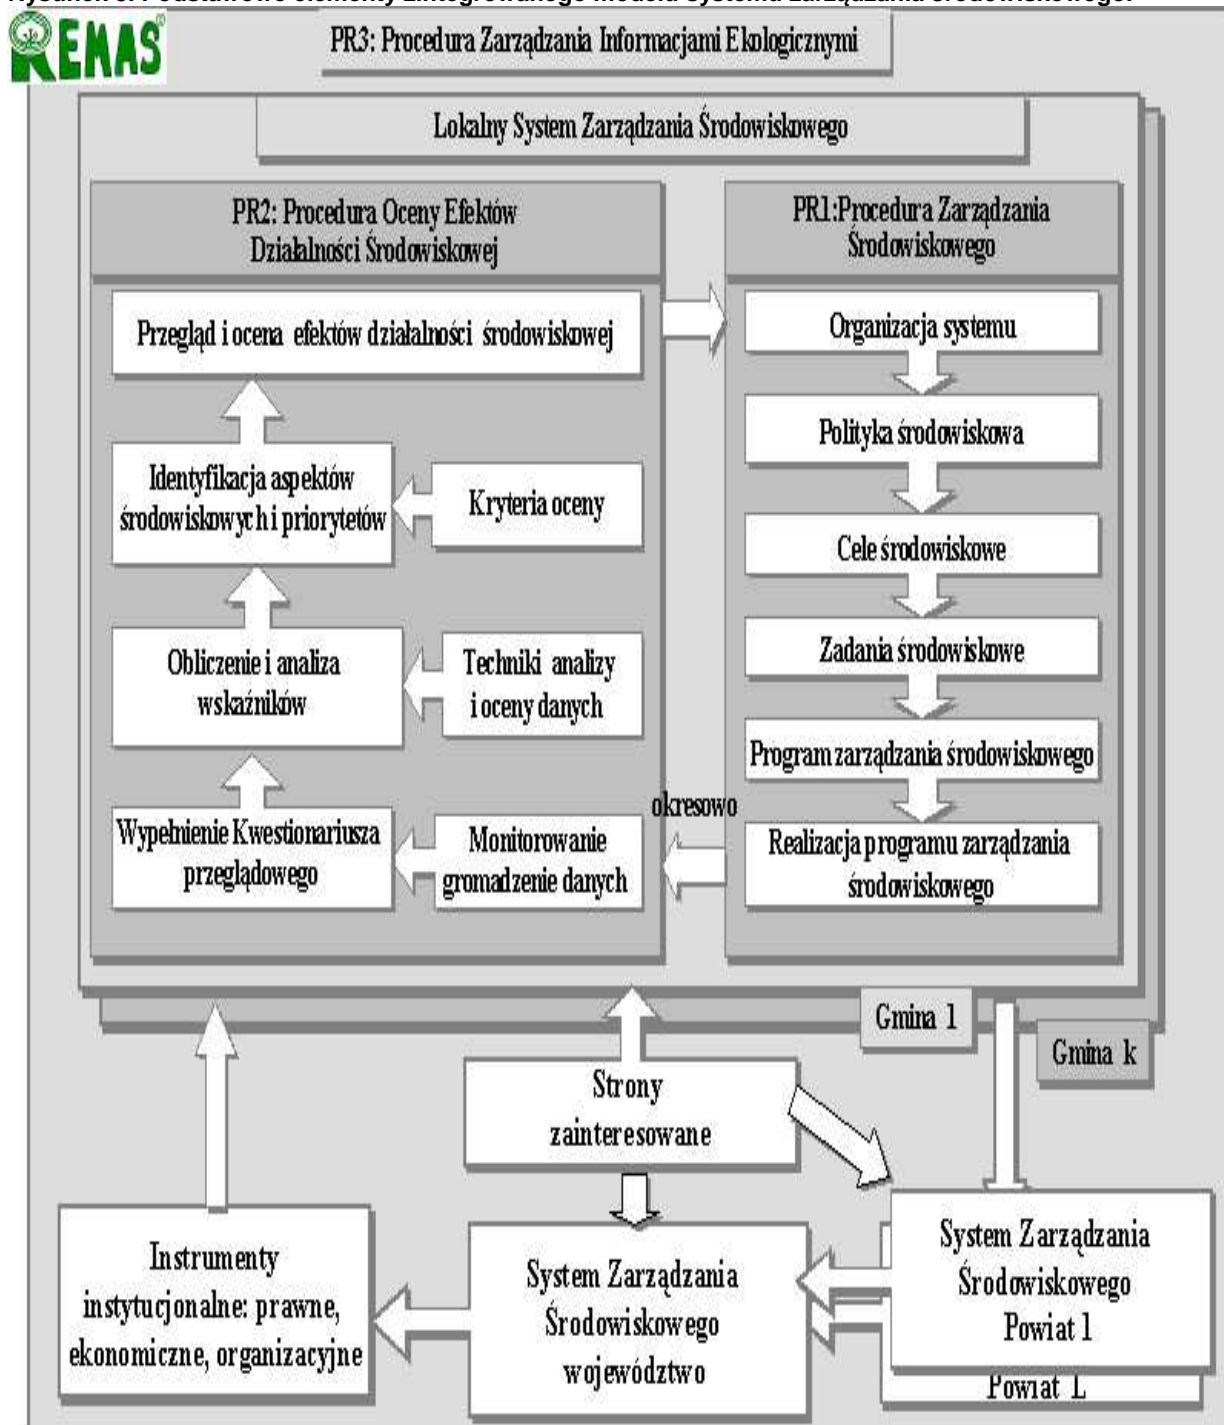 REMAS
PR3: Procedura Zarządzania Informacjami Ekologicznymi
Lokalny System Zarządzania Środowiskowego
PR2: Procedura Oceny Efektów
Działalności Środowiskowej
Przegląd i ocena efektów działalności środowiskowej
Identyfikacja aspektów
środowiskowych i priorytetów
Kryteria oceny
Obliczenie i analiza
wskaźników
Techniki analizy
i oceny danych
Wypełnienie Kwestionariusza
przeglądowego
Monitorowanie
gromadzenie danych
okresowo
PR1:Procedura Zarządzania
Środowiskowego
Organizacja systemu
Polityka środowiskowa
Cele środowiskowe
Zadania środowiskowe
Program zarządzania środowiskowego
Realizacja programu zarządzania
środowiskowego
Gmina 1
Gmina k
Strony
zainteresowane
Instrumenty
instytucjonalne: prawne,
ekonomiczne, organizacyjne
System Zarządzania
Środowiskowego
województwo
System Zarządzania
Środowiskowego
Powiat 1
Powiat L